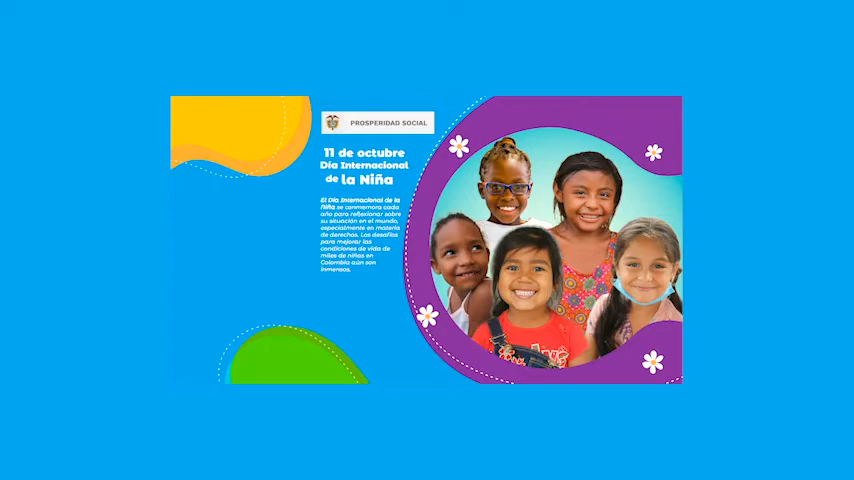 PROSPERIDAD SOCIAL
11 de octubre
Día Internacional
de la Niña
El Día Internacional de la
Niña se conmemora cada
año para reflexionar sobre
su situación en el mundo,
especialmente en materia
de derechos. Los desafíos
para mejorar las
condiciones de vida de
miles de niñas en
Colombia aún son
inmensos.